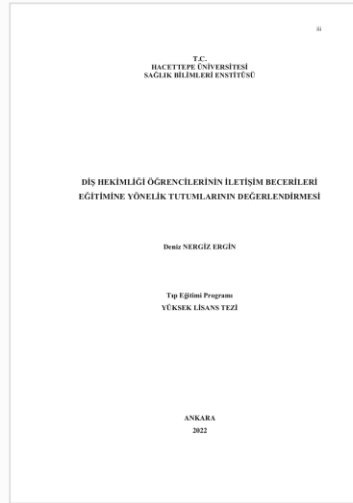 iii
T.C.
HACETTEPE ÜNİVERSİTESİ
SAĞLIK BİLİMLERİ ENSTİTÜSÜ
DİŞ HEKİMLİĞİ ÖĞRENCİLERİNİN İLETİŞİM BECERİLERİ
EĞİTİMİNE YÖNELİK TUTUMLARININ DEĞERLENDİRMESİ
Deniz NERGİZ ERGİN
Tıp Eğitimi Programı
YÜKSEK LİSANS TEZİ
ANKARA
2022